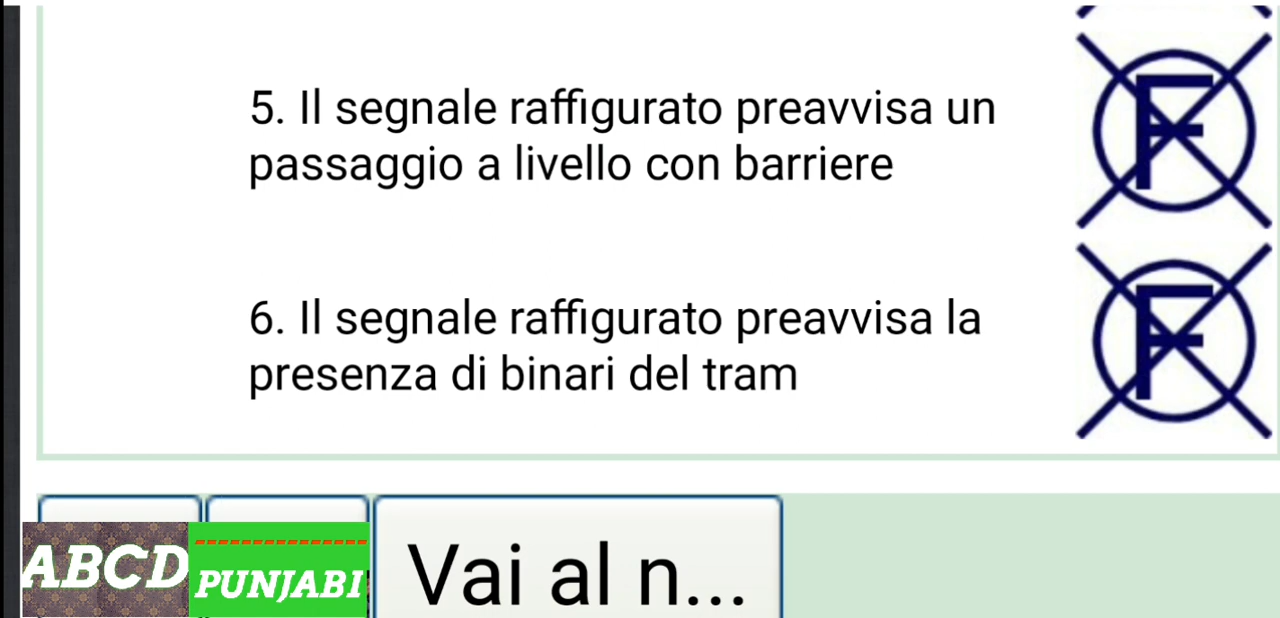 5. Il segnale raffigurato preavvisa un
passaggio a livello con barriere
F
6. Il segnale raffigurato preavvisa la
presenza di binari del tram
F
ABCD
PUNJABI
Vai al n...